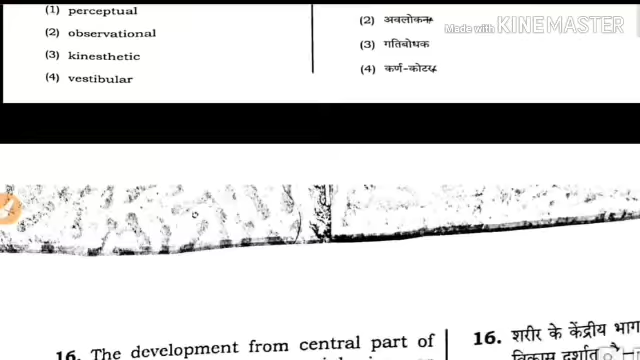 (1) perceptual
(2) observational
(3) kinesthetic
(4) vestibular
(2) अवलोकन
(3) गतिबोधक
(4) कर्ण-कोटर
Made with KINEMASTER
16. The development from central part of
16. शरीर के केंद्रीय भाग
विकास दर्शाता है